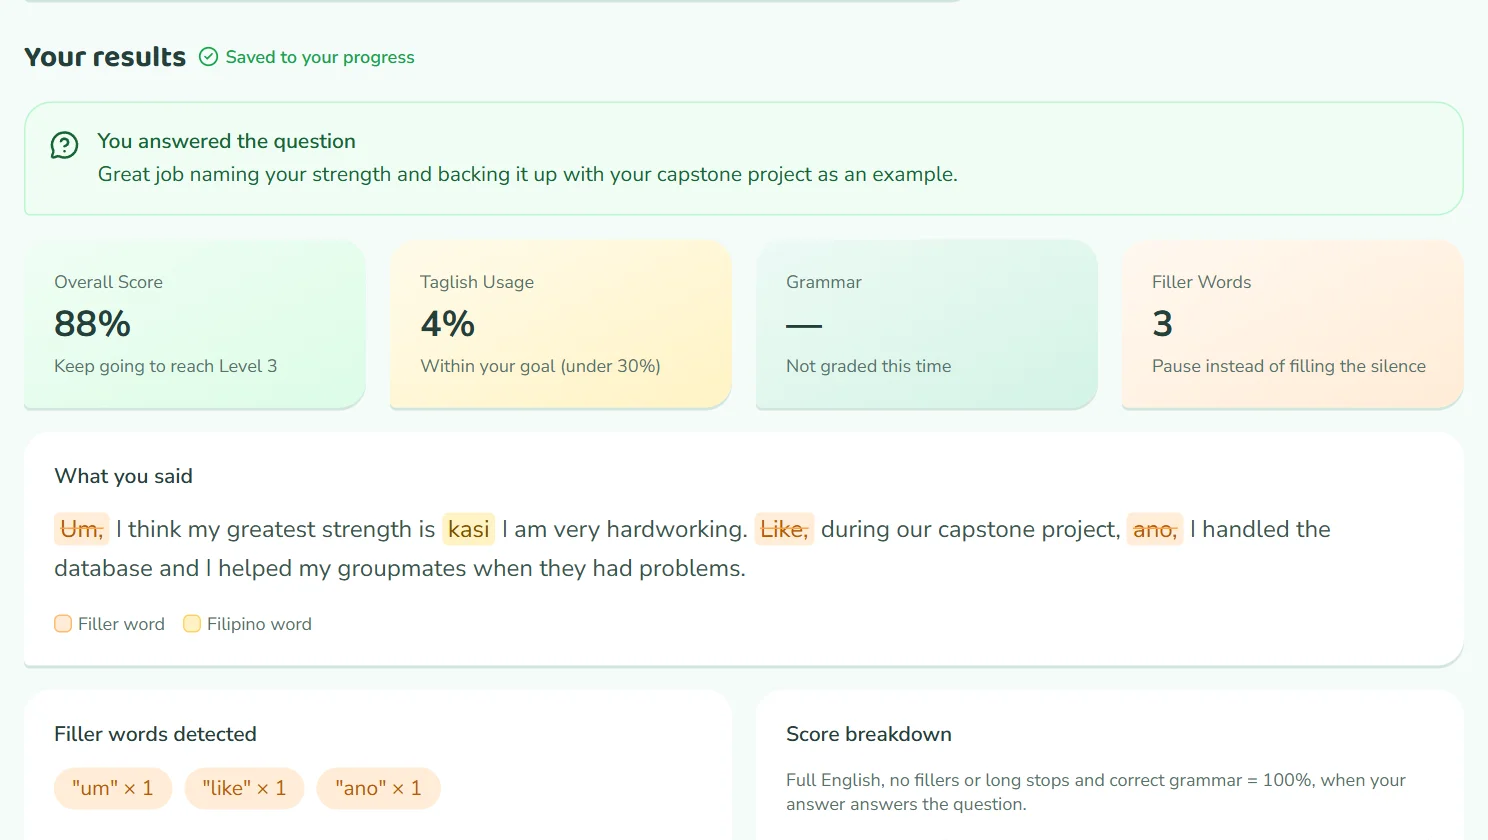 Your results
Saved to your progress
You answered the question
Great job naming your strength and backing it up with your capstone project as an example.
Overall Score
88%
Keep going to reach Level 3
Taglish Usage
4%
Within your goal (under 30%)
Grammar
—
Not graded this time
Filler Words
3
Pause instead of filling the silence
What you said
Um, I think my greatest strength is kasi I am very hardworking. Like, during our capstone project, ano, I handled the
database and I helped my groupmates when they had problems.
Filler word
Filipino word
Filler words detected
"um" × 1
"like" × 1
"ano" × 1
Score breakdown
Full English, no fillers or long stops and correct grammar = 100%, when your
answer answers the question.